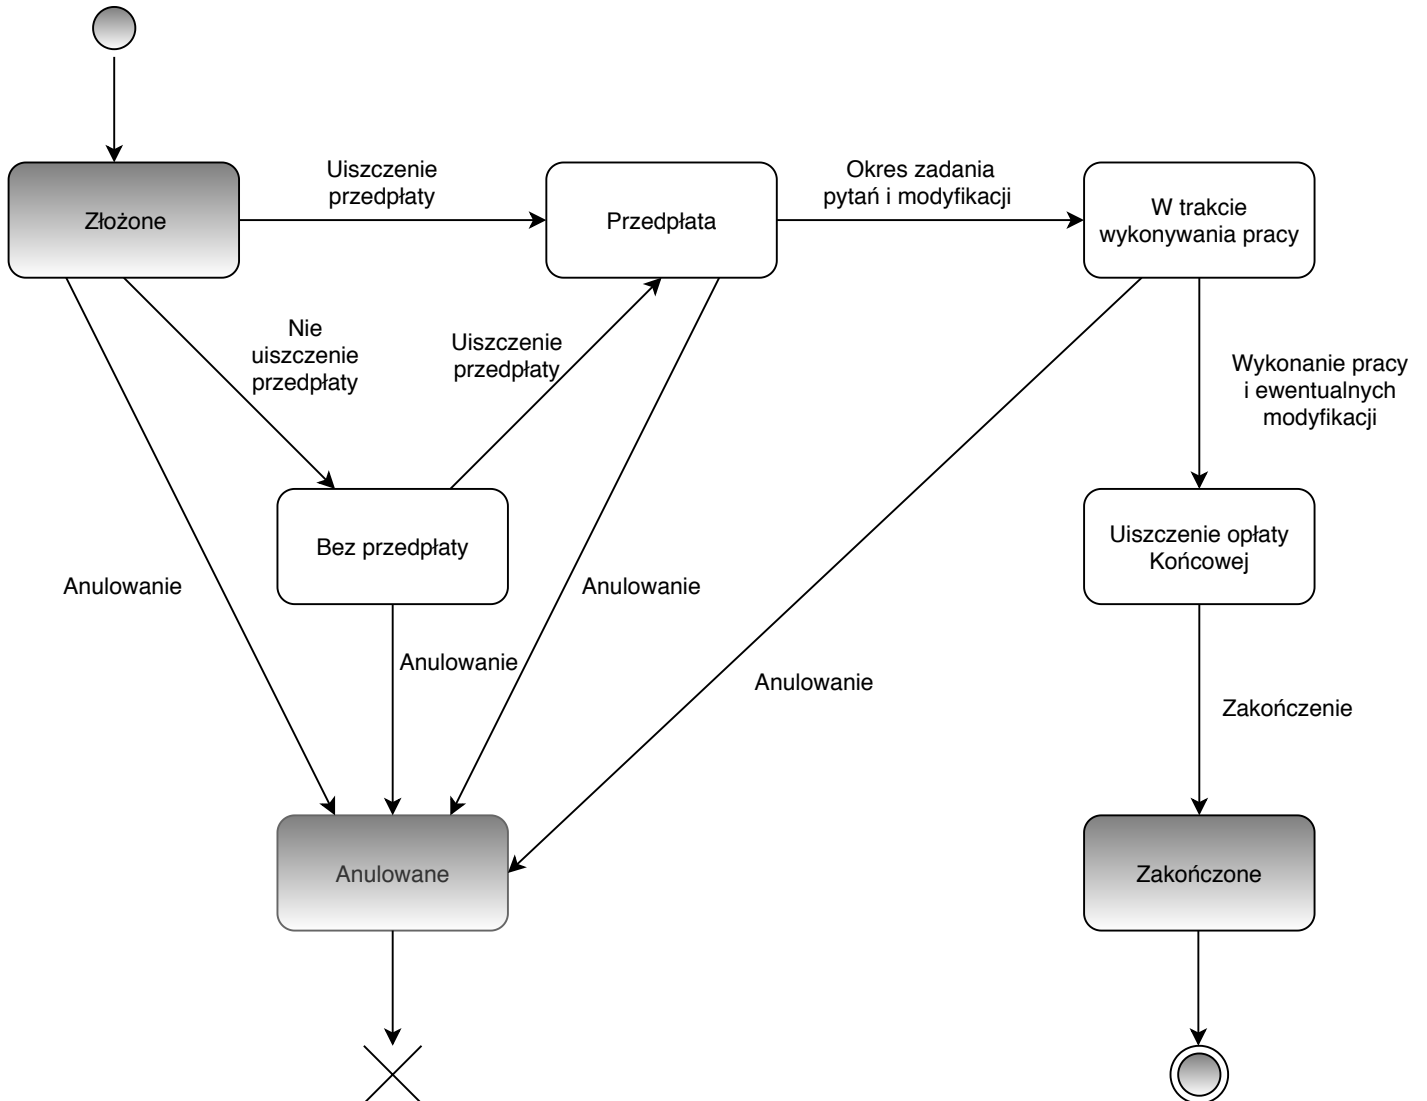 Uiszczenie
przedpłaty
Okres zadania
pytań i modyfikacji
Złożone
Przedpłata
W trakcie
wykonywania pracy
Nie
uiszczenie
przedpłaty
Uiszczenie
przedpłaty
Wykonanie pracy
i ewentualnych
modyfikacji
Bez przedpłaty
Uiszczenie opłaty
Końcowej
Anulowanie
Anulowanie
Anulowanie
Anulowanie
Zakończenie
Anulowane
Zakończone